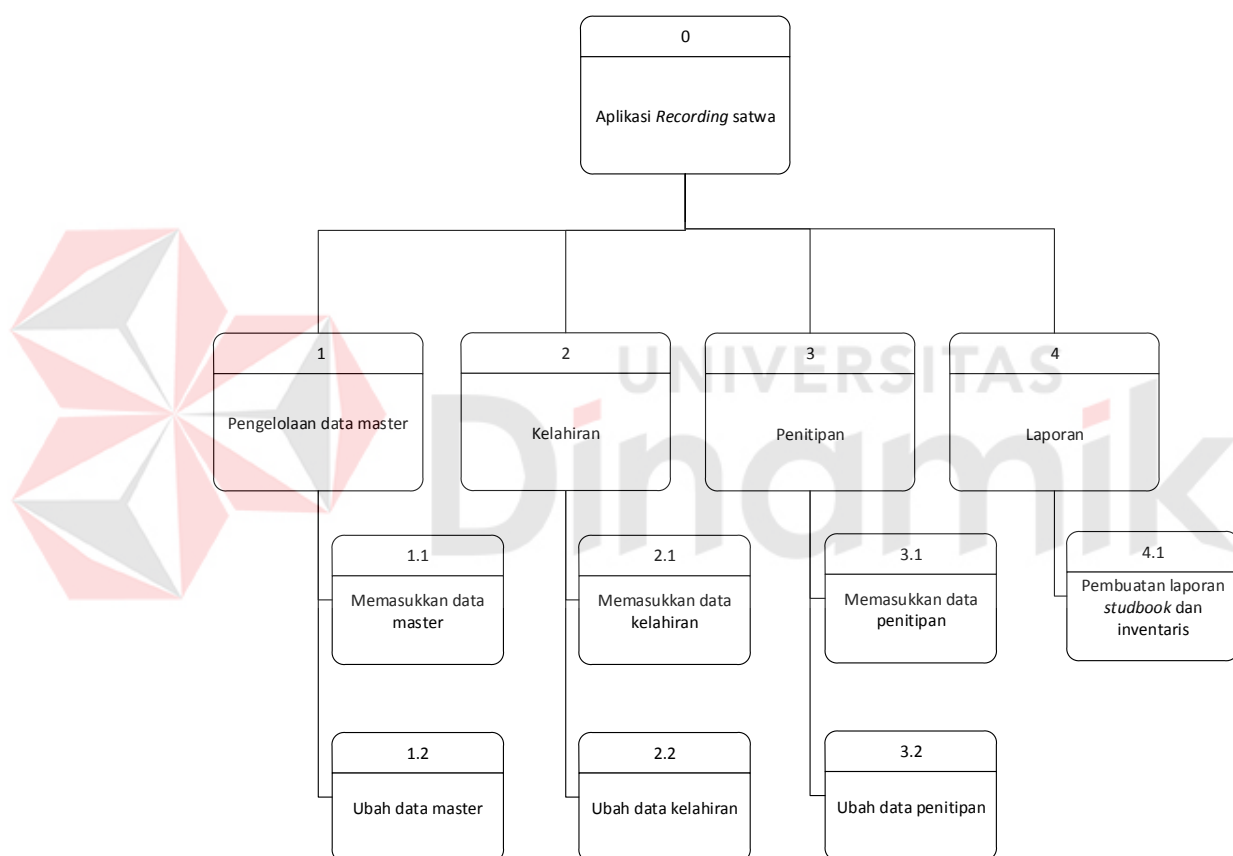 0
Aplikasi Recording satwa
1
Pengelolaan data master
2
Kelahiran
3
Penitipan
4
Laporan
UNIVERSITAS
Dinamik
1.1
Memasukkan data
master
2.1
Memasukkan data
kelahiran
3.1
Memasukkan data
penitipan
4.1
Pembuatan laporan
studbook dan
inventaris
1.2
Ubah data master
2.2
Ubah data kelahiran
3.2
Ubah data penitipan